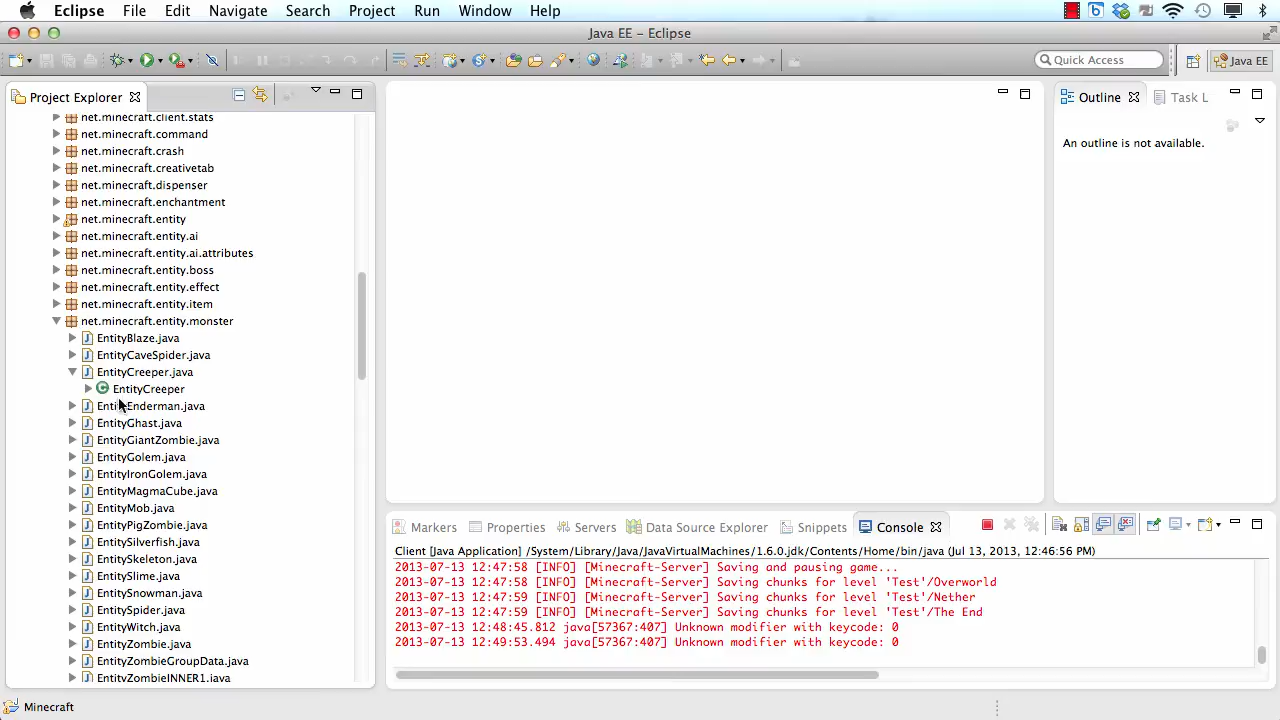 Eclipse File Edit Navigate Search Project Run Window Help
Java EE – Eclipse
Quick Access
Java EE
Project Explorer
Outline
Task L
net.minecraft.client.stats
net.minecraft.command
net.minecraft.crash
net.minecraft.creativetab
net.minecraft.dispenser
net.minecraft.enchantment
net.minecraft.entity
net.minecraft.entity.ai
net.minecraft.entity.ai.attributes
net.minecraft.entity.boss
net.minecraft.entity.effect
net.minecraft.entity.item
net.minecraft.entity.monster
EntityBlaze.java
EntityCaveSpider.java
EntityCreeper.java
EntityCreeper
EntityEnderman.java
EntityGhast.java
EntityGiantZombie.java
EntityGolem.java
EntityIronGolem.java
EntityMagmaCube.java
EntityMob.java
EntityPigZombie.java
EntitySilverfish.java
EntitySkeleton.java
EntitySlime.java
EntitySnowman.java
EntitySpider.java
EntityWitch.java
EntityZombie.java
EntityZombieGroupData.java
EntityZombieINNER1.java
An outline is not available.
Markers Properties Servers Data Source Explorer Snippets Console
Client [Java Application] /System/Library/Java/JavaVirtualMachines/1.6.0.jdk/Contents/Home/bin/java (Jul 13, 2013, 12:46:56 PM)
2013-07-13 12:47:58 [INFO] [Minecraft-Server] Saving and pausing game...
2013-07-13 12:47:58 [INFO] [Minecraft-Server] Saving chunks for level 'Test'/Overworld
2013-07-13 12:47:59 [INFO] [Minecraft-Server] Saving chunks for level 'Test'/Nether
2013-07-13 12:47:59 [INFO] [Minecraft-Server] Saving chunks for level 'Test'/The End
2013-07-13 12:48:45.812 java[57367:407] Unknown modifier with keycode: 0
2013-07-13 12:49:53.494 java[57367:407] Unknown modifier with keycode: 0
Minecraft